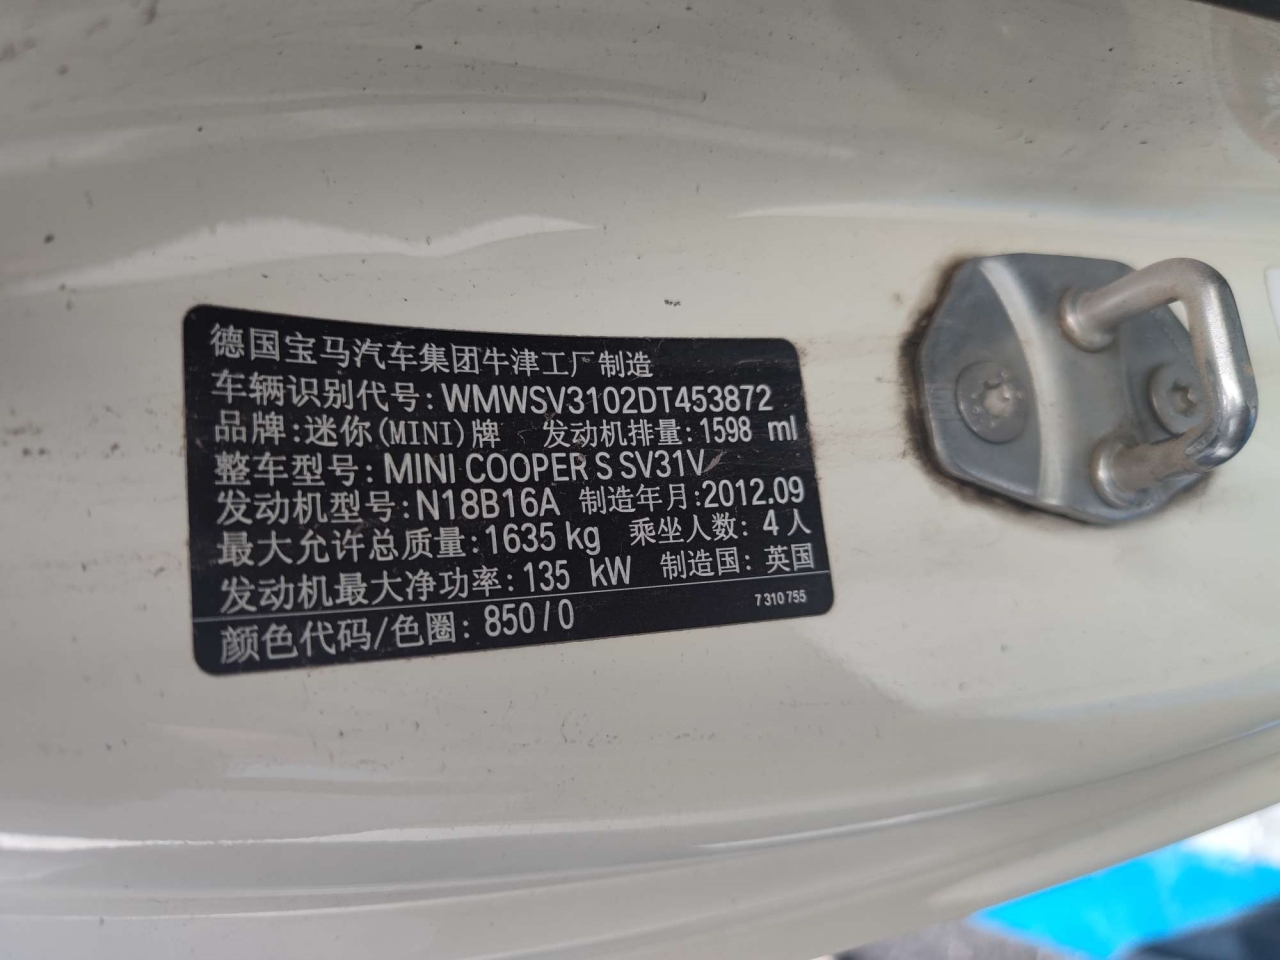 德国宝马汽车集团牛津工厂制造
车辆识别代号: WMWSV3102DT453872
品牌:迷你(MINI)牌 发动机排量:1598 ml
整车型号: MINI COOPER S SV31V
发动机型号: N18B16A 制造年月:2012.09
最大允许总质量:1635 kg 乘坐人数: 4人
发动机最大净功率:135 kW 制造国: 英国
颜色代码/色圈: 850/0 7 310 755